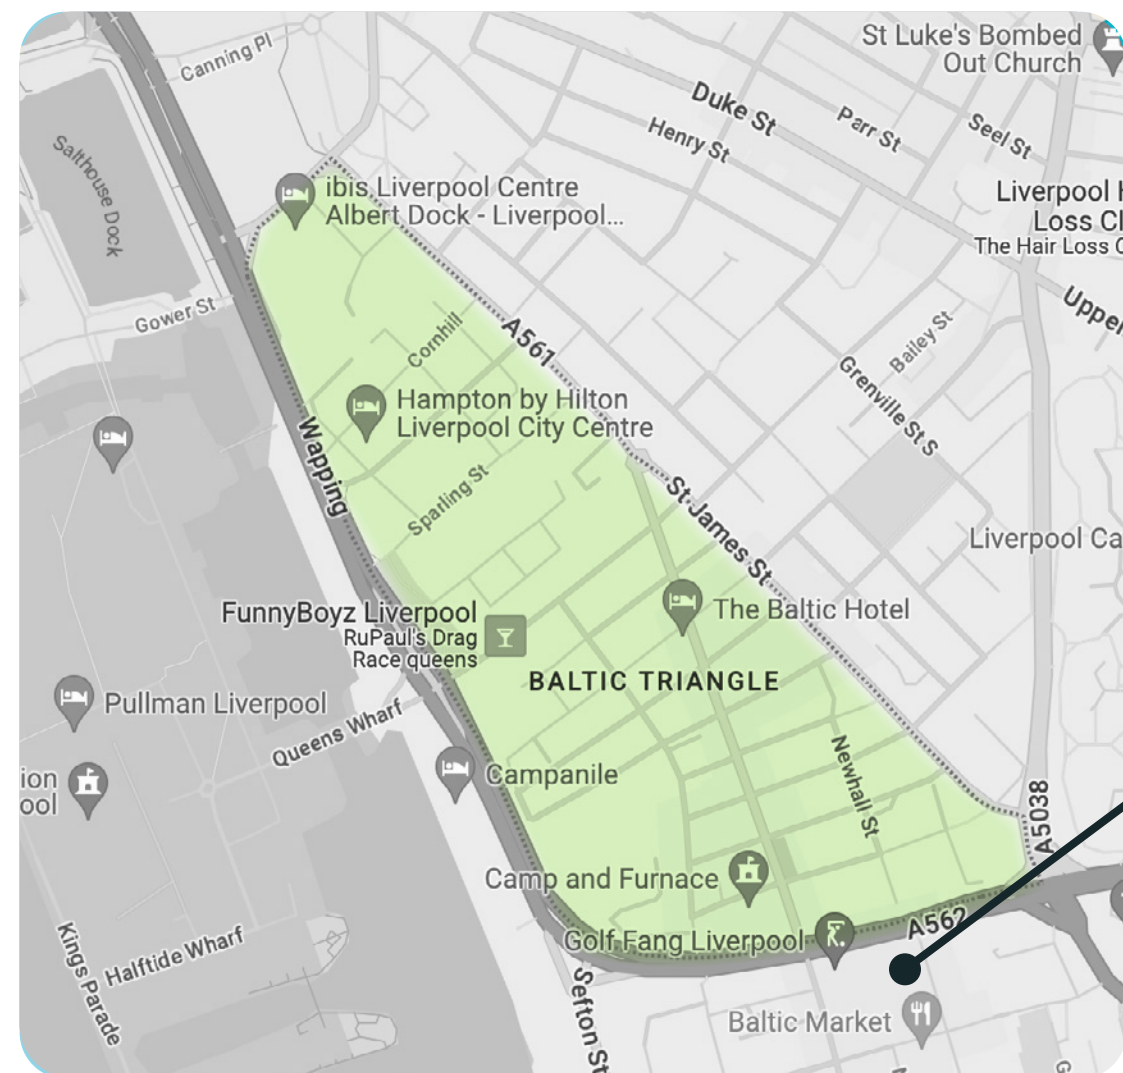 Canning Pl
St Luke's Bombed
Out Church
Duke St
Parr St
Seel St
Henry St
Salthouse Dock
ibis Liverpool Centre
Albert Dock - Liverpool...
Liverpool
Loss
The Hair Loss
Gower St
Upper
Cornhill
A561
Bailey St
Grenville St S
Hampton by Hilton
Liverpool City Centre
Wapping
Sparling St
St James St
Liverpool
FunnyBoyz Liverpool
RuPaul's Drag
Race queens
The Baltic Hotel
BALTIC TRIANGLE
Pullman Liverpool
Queens Wharf
Campanile
Newhall St
ion
ool
A5038
Camp and Furnace
Golf Fang Liverpool
A562
Kings Parade
Halftide Wharf
Sefton St
Baltic Market